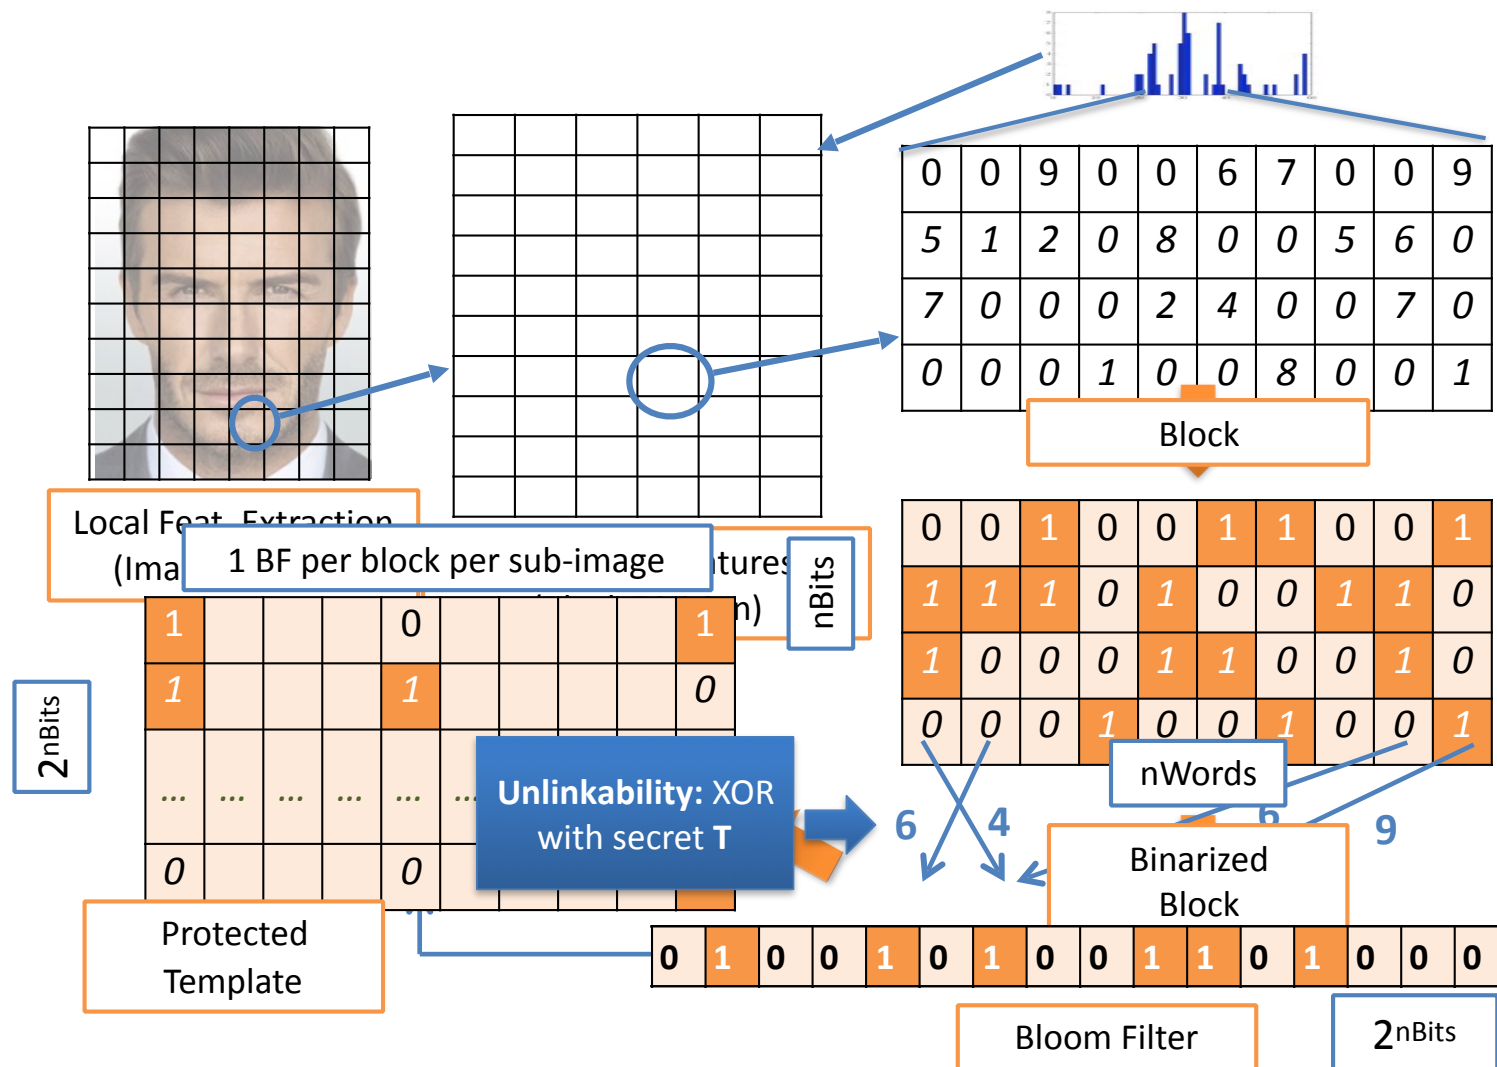 0 0 9 0 0 6 7 0 0 9
5 1 2 0 8 0 0 5 6 0
7 0 0 0 2 4 0 0 7 0
0 0 0 1 0 0 8 0 0 1
Block
Local Feat. Extraction
(Ima
1 BF per block per sub-image
tures
n)
nBits
0 0 1 0 0 1 1 0 0 1
1 1 1 0 1 0 0 1 1 0
1 0 0 0 1 1 0 0 1 0
0 0 0 1 0 0 1 0 0 1
nWords
1 0 1
1 1 0
... ... ... ... ... ...
0 0
2nBits
Unlinkability: XOR
with secret T
6 4 6 9
Binarized
Block
Protected
Template
0 1 0 0 1 0 1 0 0 1 1 0 1 0 0 0
Bloom Filter
2nBits